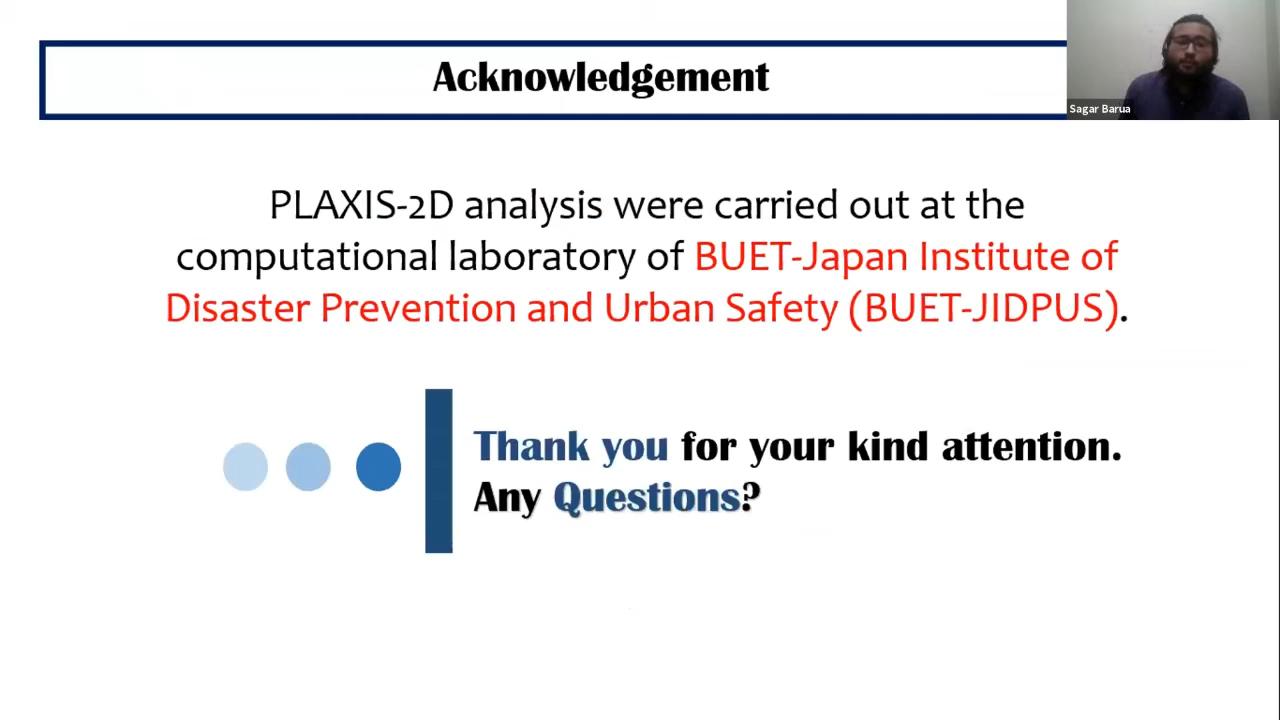 Acknowledgement
Sagar Barua
PLAXIS-2D analysis were carried out at the
computational laboratory of BUET-Japan Institute of
Disaster Prevention and Urban Safety (BUET-JIDPUS).
Thank you for your kind attention.
Any Questions?